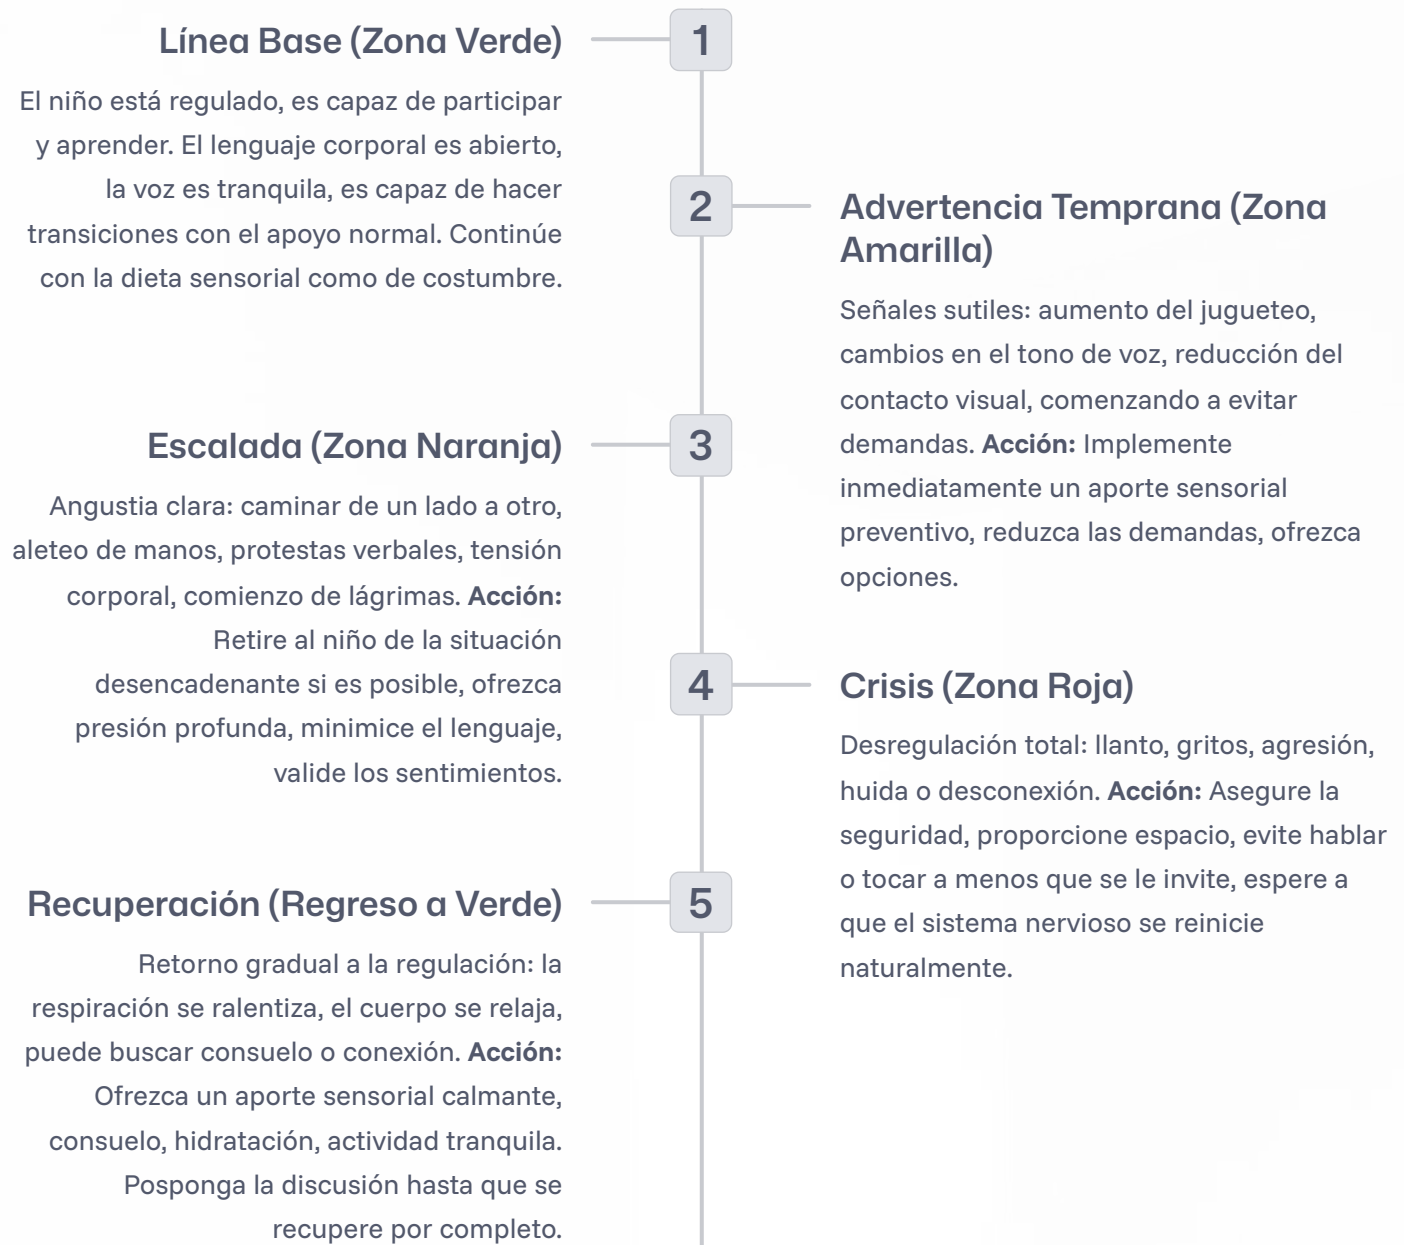 1
Línea Base (Zona Verde)
El niño está regulado, es capaz de participar
y aprender. El lenguaje corporal es abierto,
la voz es tranquila, es capaz de hacer
transiciones con el apoyo normal. Continúe
con la dieta sensorial como de costumbre.
2
Advertencia Temprana (Zona
Amarilla)
Señales sutiles: aumento del jugueteo,
cambios en el tono de voz, reducción del
contacto visual, comenzando a evitar
demandas. Acción: Implemente
inmediatamente un aporte sensorial
preventivo, reduzca las demandas, ofrezca
opciones.
3
Escalada (Zona Naranja)
Angustia clara: caminar de un lado a otro,
aleteo de manos, protestas verbales, tensión
corporal, comienzo de lágrimas. Acción:
Retire al niño de la situación
desencadenante si es posible, ofrezca
presión profunda, minimice el lenguaje,
valide los sentimientos.
4
Crisis (Zona Roja)
Desregulación total: llanto, gritos, agresión,
huida o desconexión. Acción: Asegure la
seguridad, proporcione espacio, evite hablar
o tocar a menos que se le invite, espere a
que el sistema nervioso se reinicie
naturalmente.
5
Recuperación (Regreso a Verde)
Retorno gradual a la regulación: la
respiración se ralentiza, el cuerpo se relaja,
puede buscar consuelo o conexión. Acción:
Ofrezca un aporte sensorial calmante,
consuelo, hidratación, actividad tranquila.
Posponga la discusión hasta que se
recupere por completo.